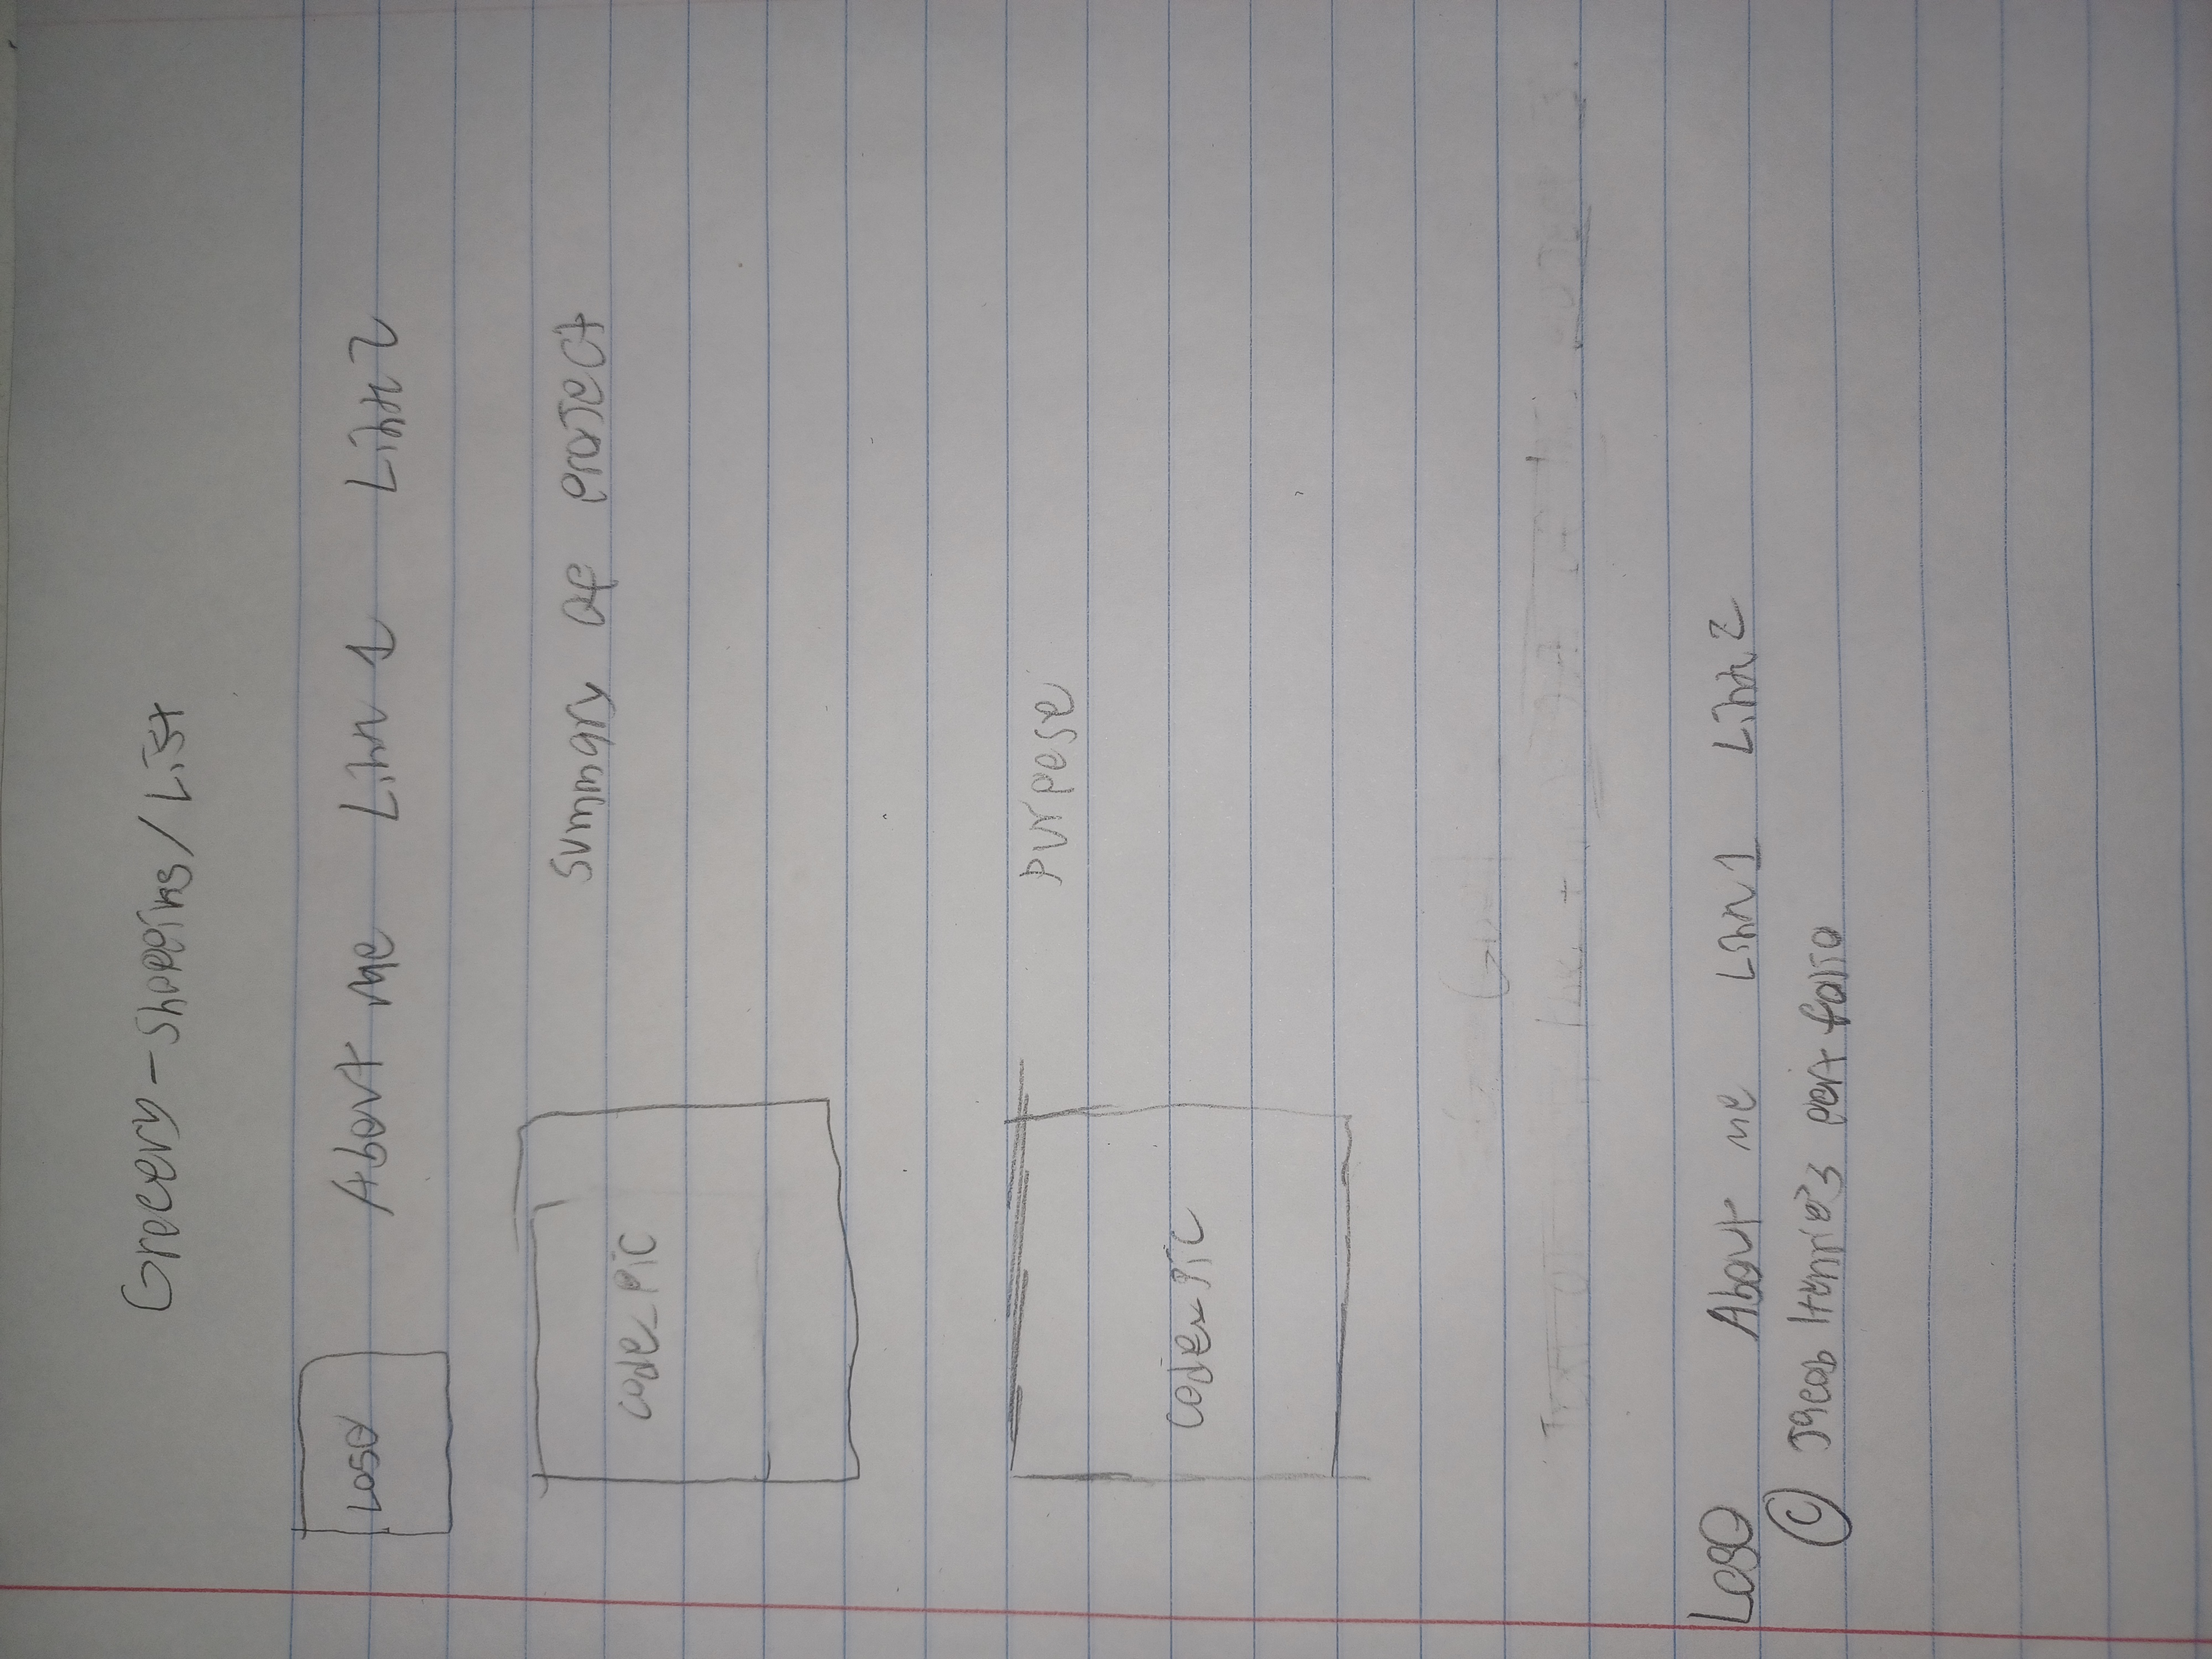 Grocery-shopping/List
Logo About me Link 1 Link 2
code_pic Summary of project
Purpose
code_pic
Logo About me Link 1 Link 2
© Jacob Henrie's portfolio